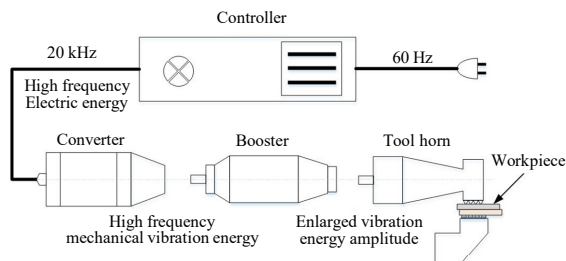 Controller
20 kHz
60 Hz
High frequency
Electric energy
Converter
Booster
Tool horn
Workpiece
High frequency
mechanical vibration energy
Enlarged vibration
energy amplitude